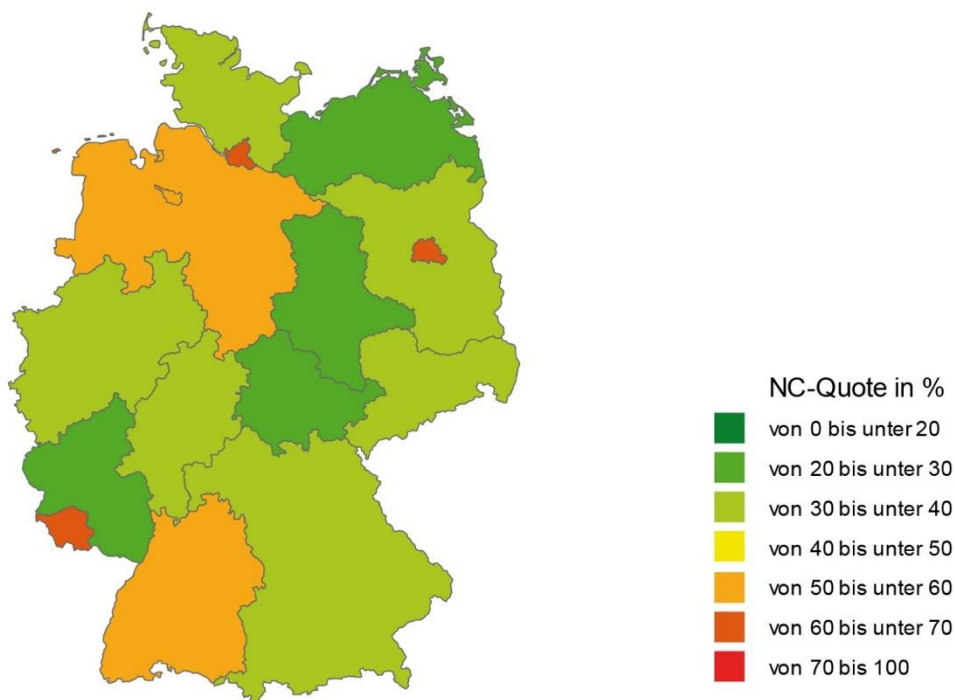 NC-Quote in %
von 0 bis unter 20
von 20 bis unter 30
von 30 bis unter 40
von 40 bis unter 50
von 50 bis unter 60
von 60 bis unter 70
von 70 bis 100